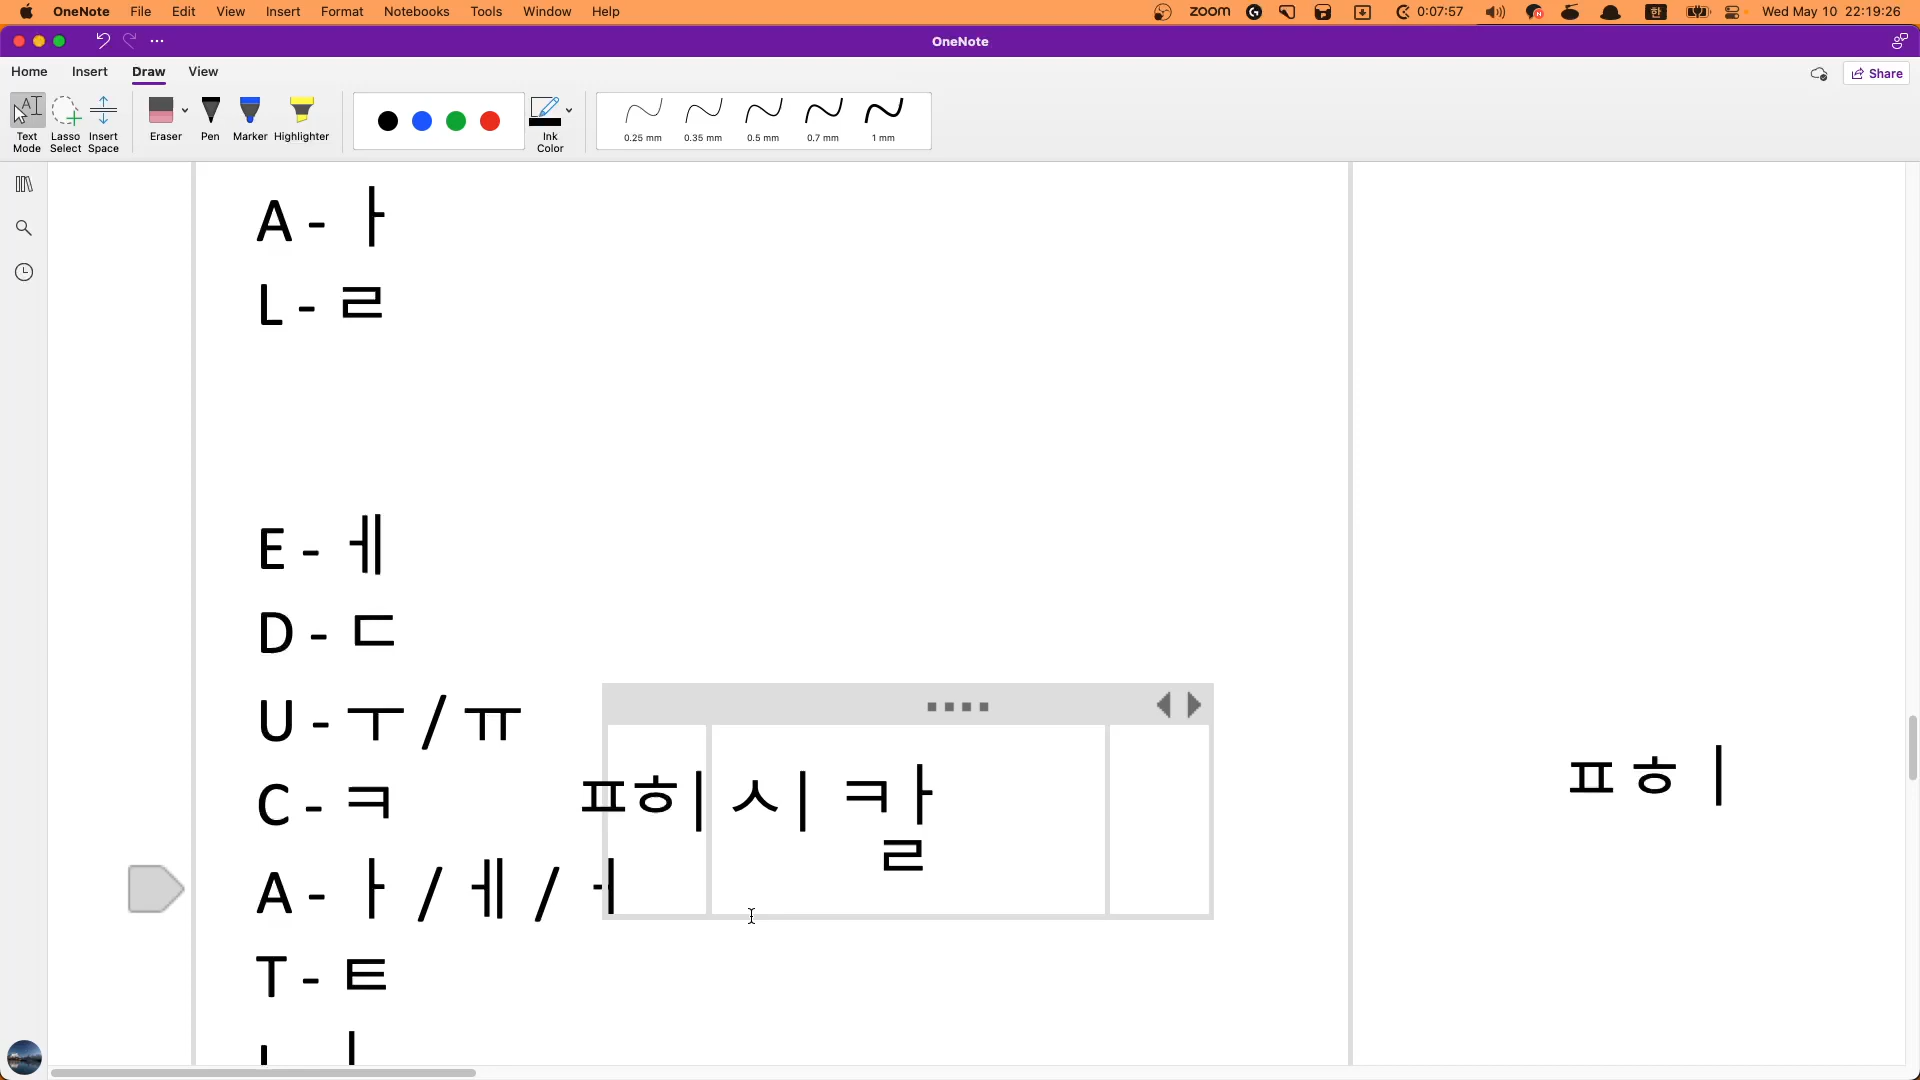 OneNote File Edit View Insert Format Notebooks Tools Window Help zoom 0:07:57 한 Wed May 10 22:19:26
OneNote
Home Insert Draw View Share
Text Mode Lasso Select Insert Space Eraser Pen Marker Highlighter Ink Color 0.25 mm 0.35 mm 0.5 mm 0.7 mm 1 mm
A - ㅏ
L - ㄹ
E - ㅔ
D - ㄷ
U - ㅜ / ㅠ
C - ㅋ
ㅍㅎㅣ ㅅㅣ ㅋㅏ
ㄹ
ㅍ ㅎ ㅣ
A - ㅏ / ㅔ / ㅓ
T - ㅌ